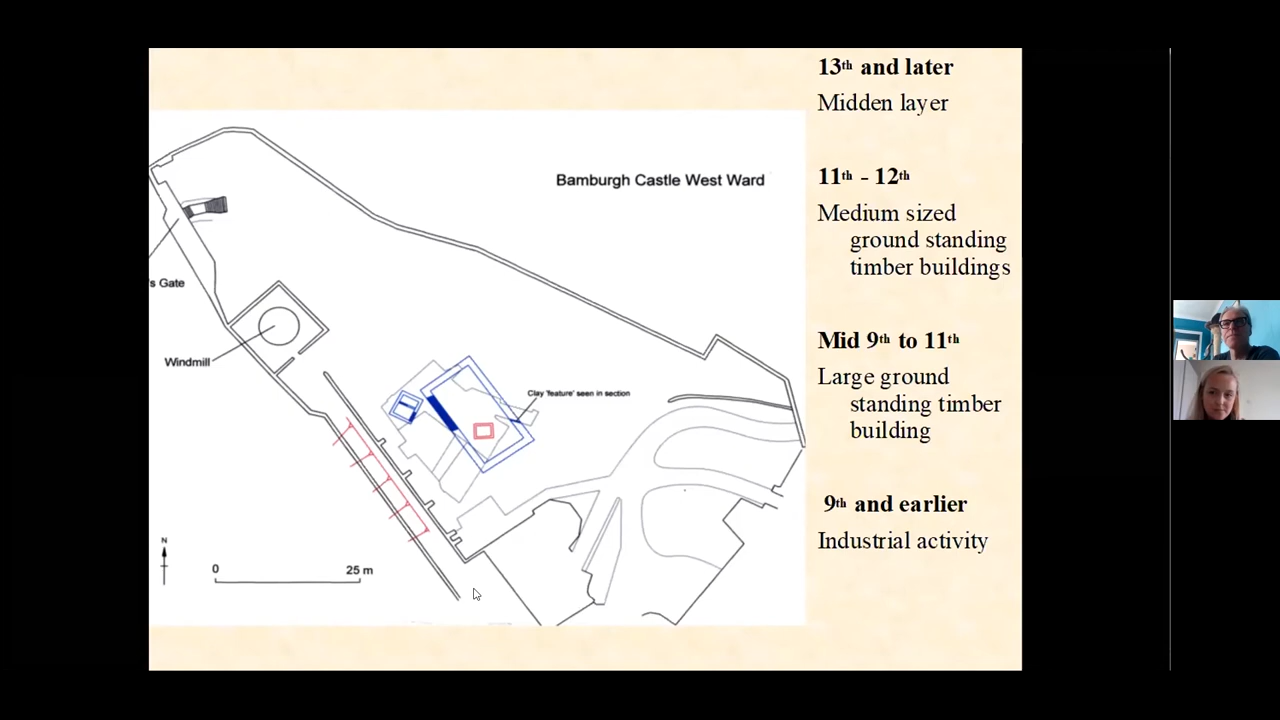 13th and later
Midden layer
Bamburgh Castle West Ward
11th - 12th
Medium sized
ground standing
timber buildings
's Gate
Windmill
Mid 9th to 11th
Large ground
standing timber
building
Clay 'feature' seen in section
9th and earlier
Industrial activity
N
0 25 m